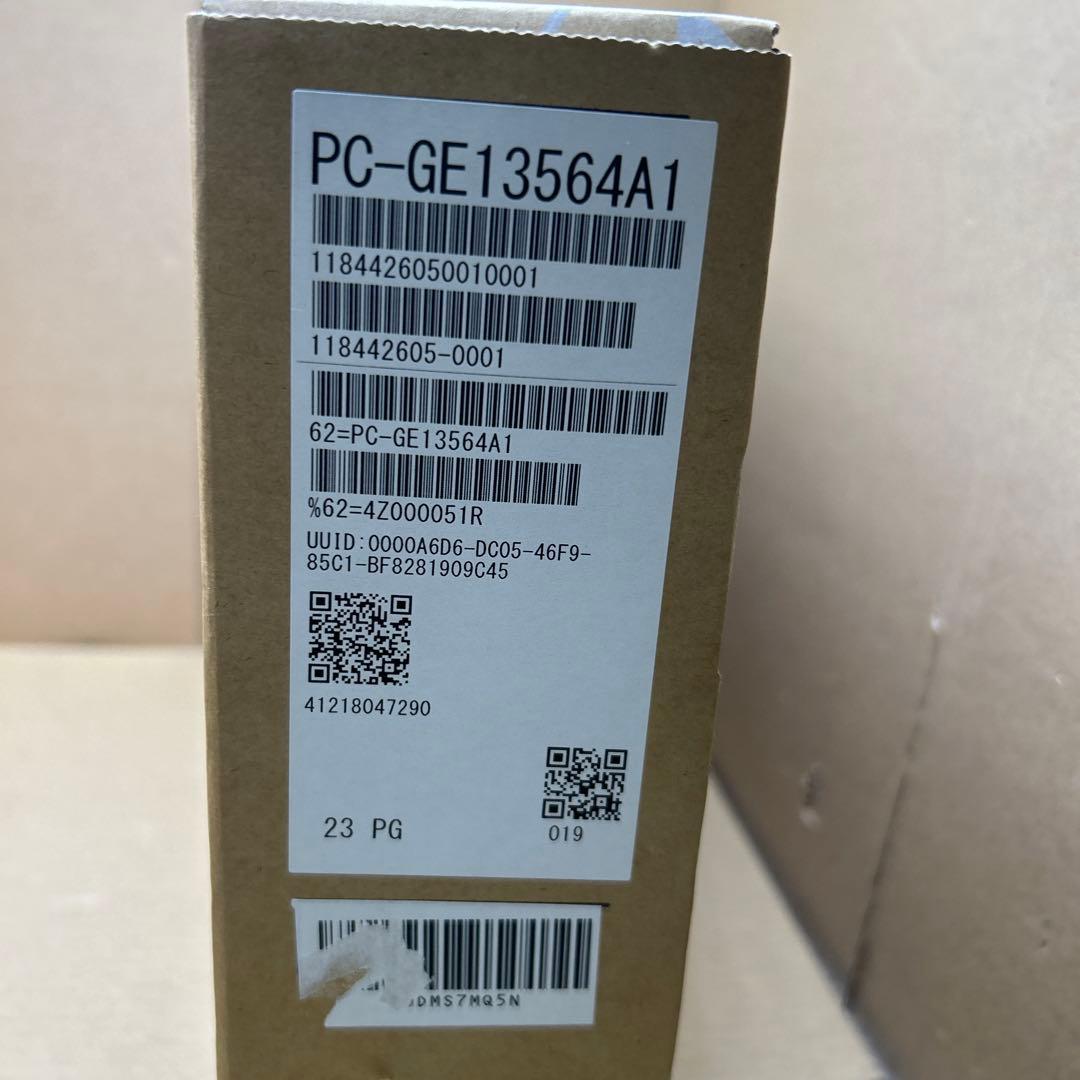 PC-GE13564A1
1184426050010001
118442605-0001
62=PC-GE13564A1
%62=4Z000051R
UUID:0000A6D6-DC05-46F9-
85C1-BF8281909C45
41218047290
019
23 PG
DMS7MQ5N